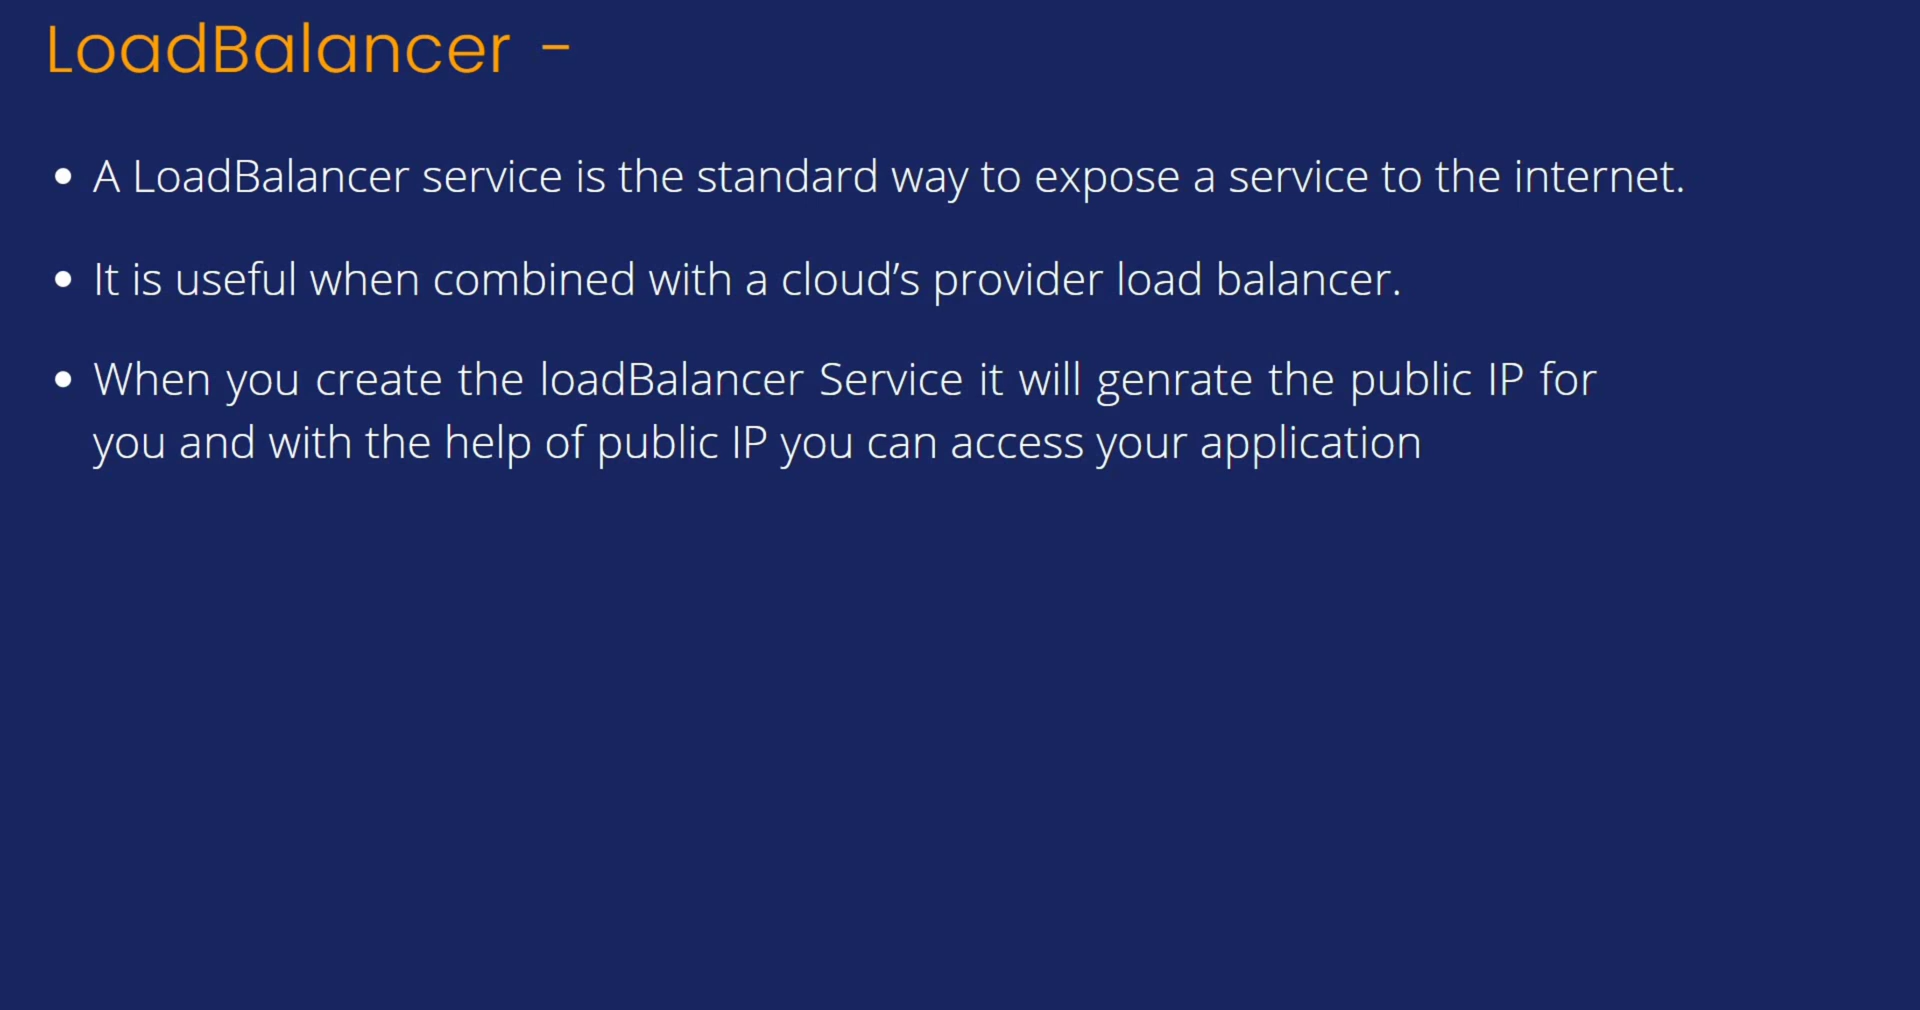 LoadBalancer -
• A LoadBalancer service is the standard way to expose a service to the internet.
• It is useful when combined with a cloud’s provider load balancer.
• When you create the loadBalancer Service it will genrate the public IP for
you and with the help of public IP you can access your application